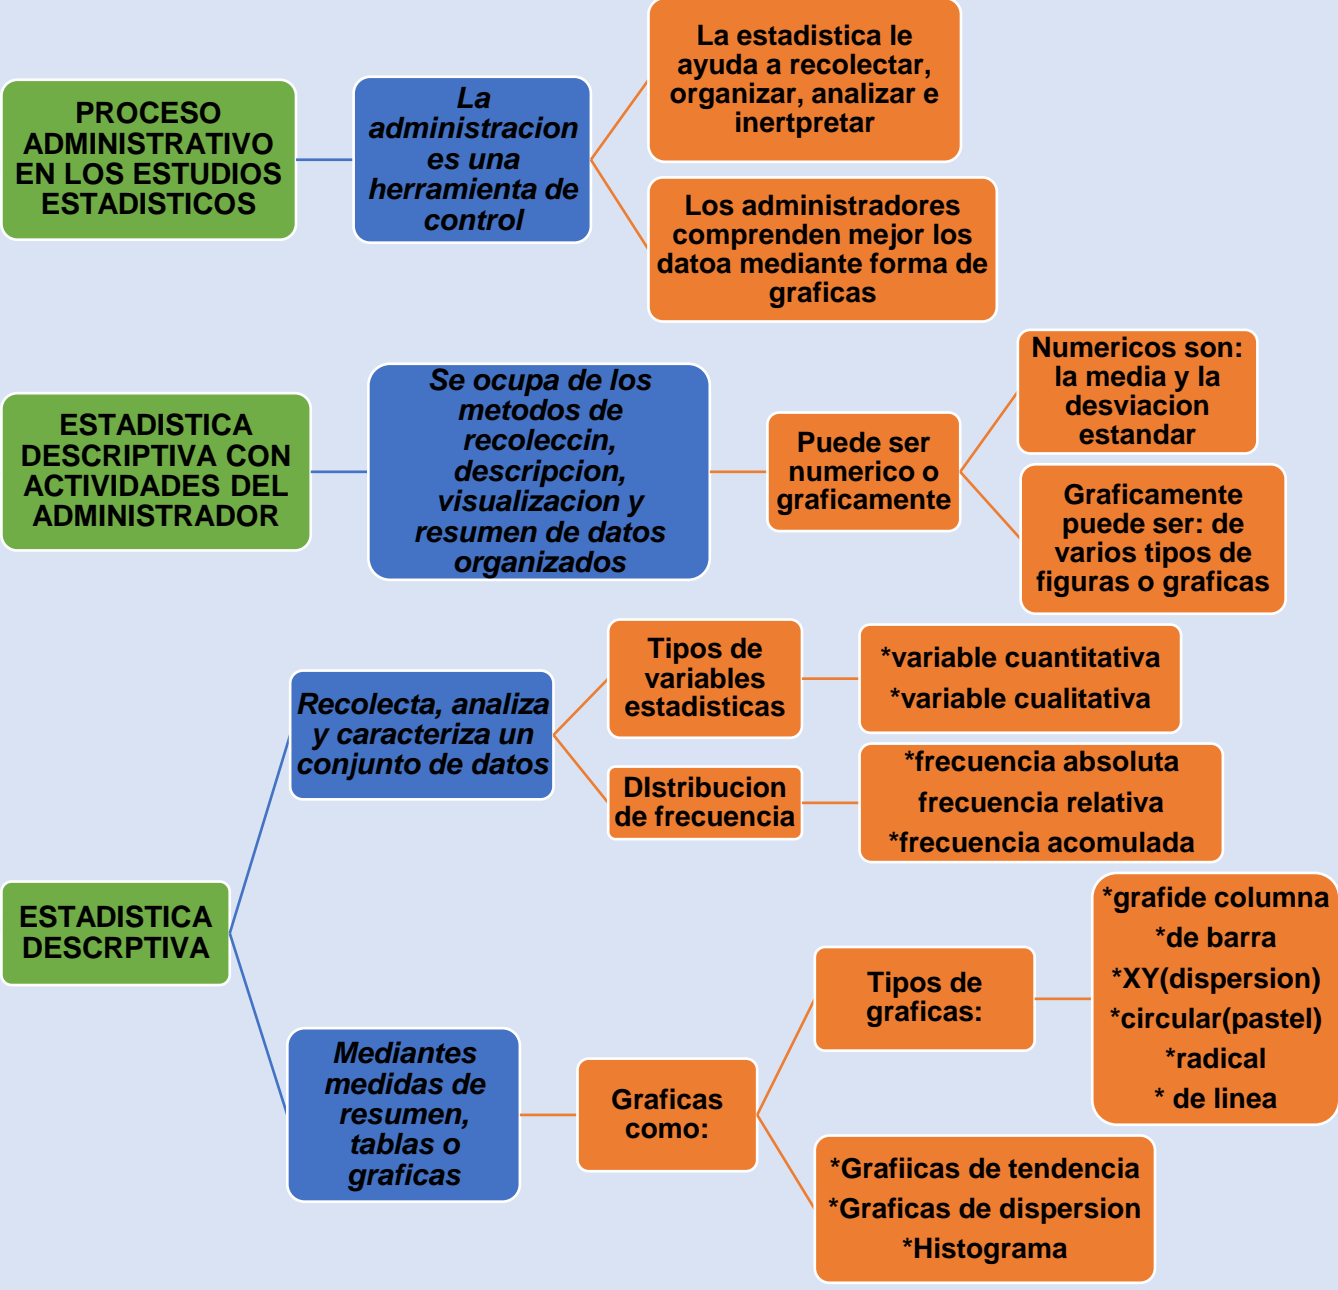 PROCESO
ADMINISTRATIVO
EN LOS ESTUDIOS
ESTADISTICOS
La
administracion
es una
herramienta de
control
La estadistica le
ayuda a recolectar,
organizar, analizar e
inertpretar
Los administradores
comprenden mejor los
datoa mediante forma de
graficas
ESTADISTICA
DESCRIPTIVA CON
ACTIVIDADES DEL
ADMINISTRADOR
Se ocupa de los
metodos de
recoleccin,
descripcion,
visualizacion y
resumen de datos
organizados
Puede ser
numerico o
graficamente
Numericos son:
la media y la
desviacion
estandar
Graficamente
puede ser: de
varios tipos de
figuras o graficas
ESTADISTICA
DESCRPTIVA
Recolecta, analiza
y caracteriza un
conjunto de datos
Tipos de
variables
estadisticas
*variable cuantitativa
*variable cualitativa
DIstribucion
de frecuencia
*frecuencia absoluta
frecuencia relativa
*frecuencia acomulada
Mediantes
medidas de
resumen,
tablas o
graficas
Graficas
como:
Tipos de
graficas:
*grafide columna
*de barra
*XY(dispersion)
*circular(pastel)
*radical
* de linea
*Grafiicas de tendencia
*Graficas de dispersion
*Histograma